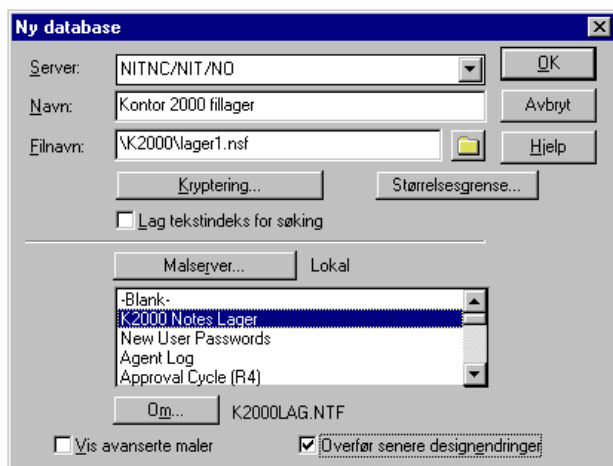 Ny database
Server: NITNC/NIT/NO OK
Navn: Kontor 2000 fillager Avbryt
Filnavn: \K2000\lager1.nsf Hjelp
Kryptering... Størrelsesgrense...
Lag tekstindeks for søking
Malserver... Lokal
-Blank-
K2000 Notes Lager
New User Passwords
Agent Log
Approval Cycle (R4)
Om... K2000LAG.NTF
Vis avanserte maler Overfør senere designendringer